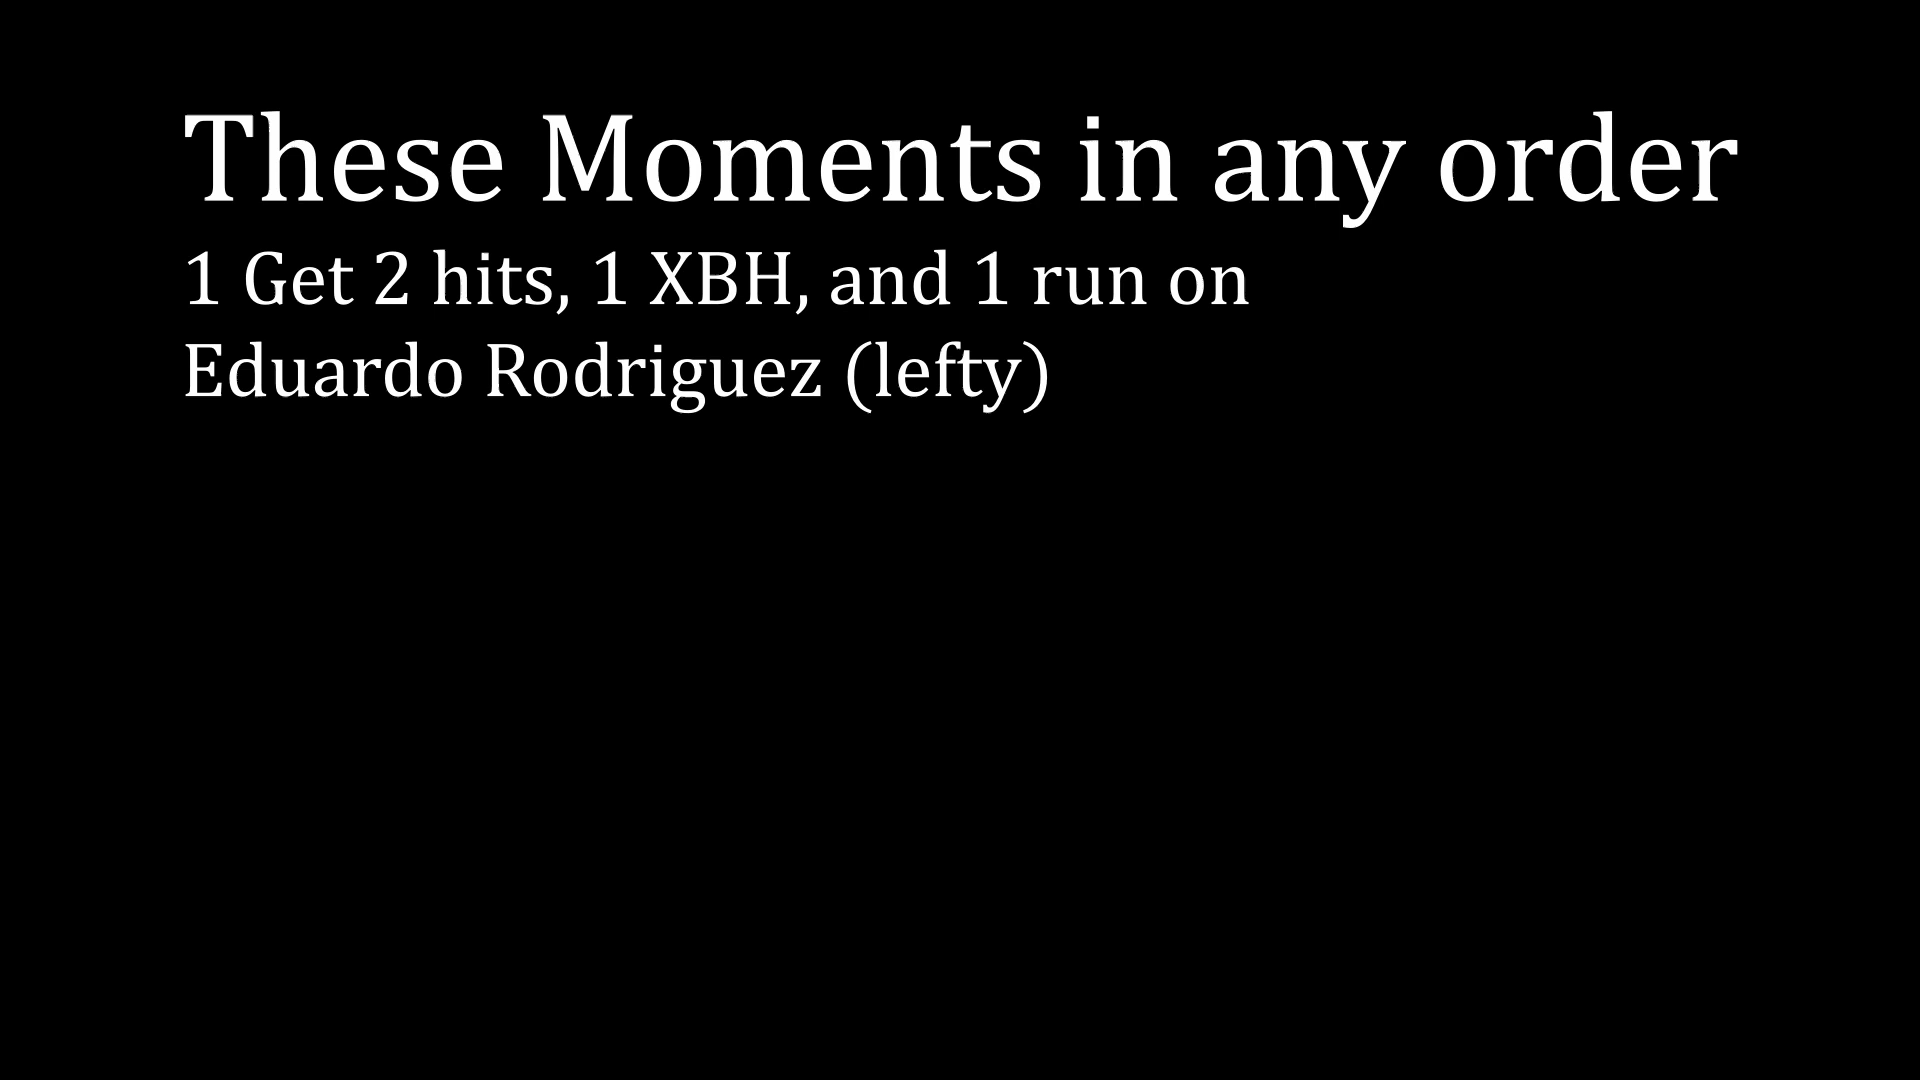 These Moments in any order
1 Get 2 hits, 1 XBH, and 1 run on
Eduardo Rodriguez (lefty)